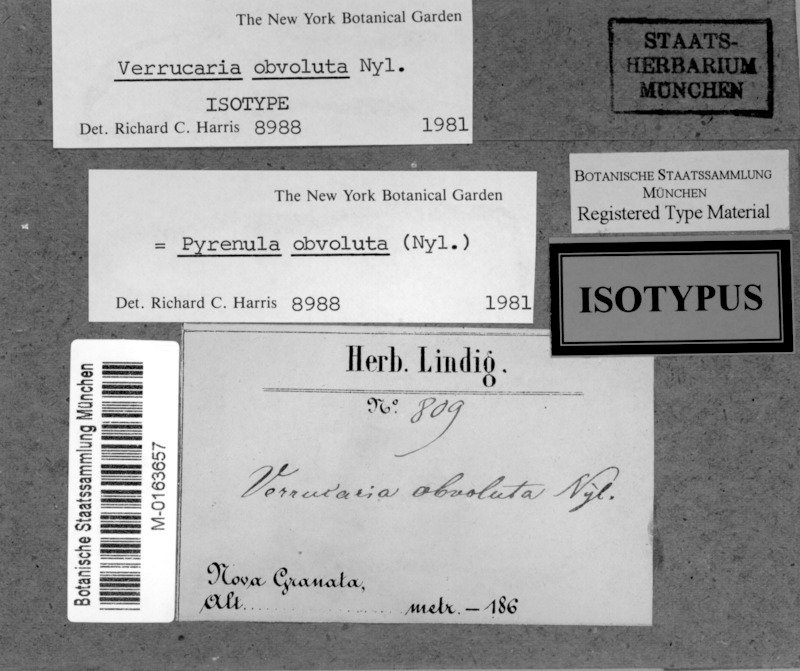 The New York Botanical Garden
Verrucaria obvoluta Nyl.
ISOTYPE
Det. Richard C. Harris 8988 1981
STAATS-
HERBARIUM
MÜNCHEN
The New York Botanical Garden
= Pyrenula obvoluta (Nyl.)
Det. Richard C. Harris 8988 1981
BOTANISCHE STAATSSAMMLUNG
MÜNCHEN
Registered Type Material
ISOTYPUS
Botanische Staatssammlung München
M-0163657
Herb. Lindig.
No. 809
Verrucaria obvoluta Nyl.
Nova Granata,
Alt. metr. – 186